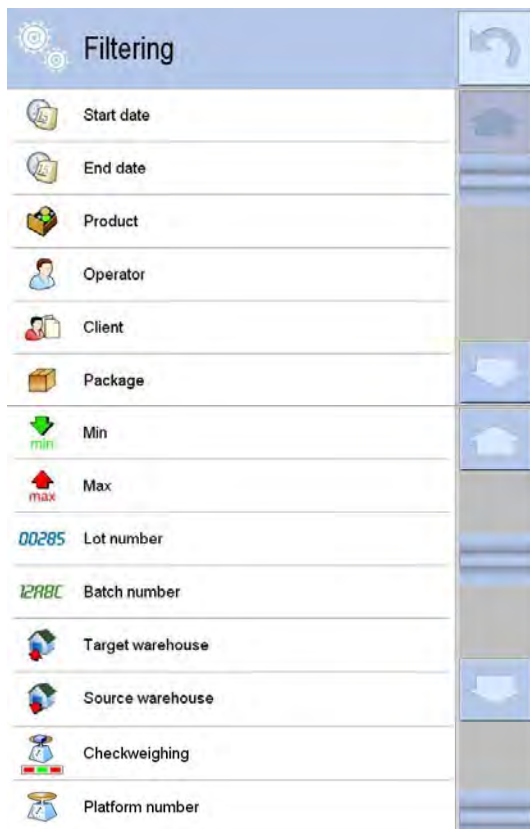 Filtering
Start date
End date
Product
Operator
Client
Package
min Min
max Max
00285 Lot number
12ABC Batch number
Target warehouse
Source warehouse
Checkweighing
Platform number